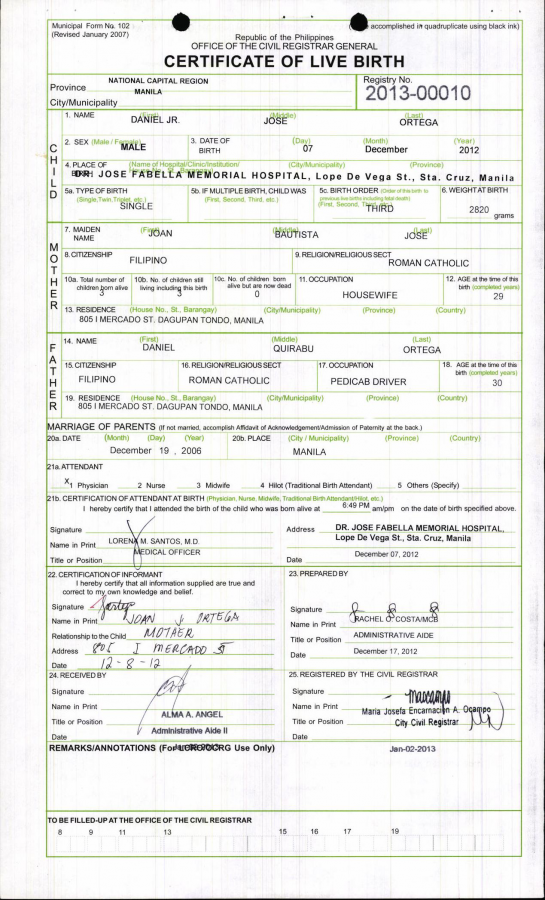 Municipal Form No. 102
(Revised January 2007)
accomplished in quadruplicate using black ink)
Republic of the Philippines
OFFICE OF THE CIVIL REGISTRAR GENERAL
CERTIFICATE OF LIVE BIRTH
Province NATIONAL CAPITAL REGION
MANILA
City/Municipality
Registry No.
2013-00010
CHILD
1. NAME (First) (Middle) (Last)
DANIEL JR. JOSE ORTEGA
2. SEX (Male / Female) MALE
3. DATE OF BIRTH (Day) (Month) (Year)
07 December 2012
4. PLACE OF BIRTH (Name of Hospital/Clinic/Institution/ (City/Municipality) (Province)
DR. JOSE FABELLA MEMORIAL HOSPITAL, Lope De Vega St., Sta. Cruz, Manila
5a. TYPE OF BIRTH (Single,Twin,Triplet, etc.)
SINGLE
5b. IF MULTIPLE BIRTH, CHILD WAS (First, Second, Third, etc.)
5c. BIRTH ORDER (Order of this birth to previous live births including fetal death) (First, Second, Third, etc.)
THIRD
6. WEIGHT AT BIRTH
2820 grams
MOTHER
7. MAIDEN NAME (First) (Middle) (Last)
JOAN BAUTISTA JOSE
8. CITIZENSHIP
FILIPINO
9. RELIGION/RELIGIOUS SECT
ROMAN CATHOLIC
10a. Total number of children born alive
3
10b. No. of children still living including this birth
3
10c. No. of children born alive but are now dead
0
11. OCCUPATION
HOUSEWIFE
12. AGE at the time of this birth (completed years)
29
13. RESIDENCE (House No., St., Barangay) (City/Municipality) (Province) (Country)
805 I MERCADO ST. DAGUPAN TONDO, MANILA
FATHER
14. NAME (First) (Middle) (Last)
DANIEL QUIRABU ORTEGA
15. CITIZENSHIP
FILIPINO
16. RELIGION/RELIGIOUS SECT
ROMAN CATHOLIC
17. OCCUPATION
PEDICAB DRIVER
18. AGE at the time of this birth (completed years)
30
19. RESIDENCE (House No., St., Barangay) (City/Municipality) (Province) (Country)
805 I MERCADO ST. DAGUPAN TONDO, MANILA
MARRIAGE OF PARENTS (If not married, accomplish Affidavit of Acknowledgement/Admission of Paternity at the back.)
20a. DATE (Month) (Day) (Year)
December 19 , 2006
20b. PLACE (City / Municipality) (Province) (Country)
MANILA
21a. ATTENDANT
X 1 Physician 2 Nurse 3 Midwife 4 Hilot (Traditional Birth Attendant) 5 Others (Specify)
21b. CERTIFICATION OF ATTENDANT AT BIRTH (Physician, Nurse, Midwife, Traditional Birth Attendant/Hilot, etc.)
I hereby certify that I attended the birth of the child who was born alive at 6:49 PM am/pm on the date of birth specified above.
Signature
Name in Print LORENA M. SANTOS, M.D.
Title or Position MEDICAL OFFICER
Address DR. JOSE FABELLA MEMORIAL HOSPITAL,
Lope De Vega St., Sta. Cruz, Manila
Date December 07, 2012
22. CERTIFICATION OF INFORMANT
I hereby certify that all information supplied are true and
correct to my own knowledge and belief.
Signature
Name in Print JOAN J ORTEGA
Relationship to the Child MOTHER
Address 805 I MERCADO ST
Date 12-8-12
23. PREPARED BY
Signature
Name in Print RACHEL O. COSTA/MCB
Title or Position ADMINISTRATIVE AIDE
Date December 17, 2012
24. RECEIVED BY
Signature
Name in Print ALMA A. ANGEL
Title or Position Administrative Aide II
Date
25. REGISTERED BY THE CIVIL REGISTRAR
Signature
Name in Print Maria Josefa Encarnacion A. Ocampo
Title or Position City Civil Registrar
Date Jan-02-2013
REMARKS/ANNOTATIONS (For LCRO/OCRG Use Only)
TO BE FILLED-UP AT THE OFFICE OF THE CIVIL REGISTRAR
8 9 11 13 15 16 17 19